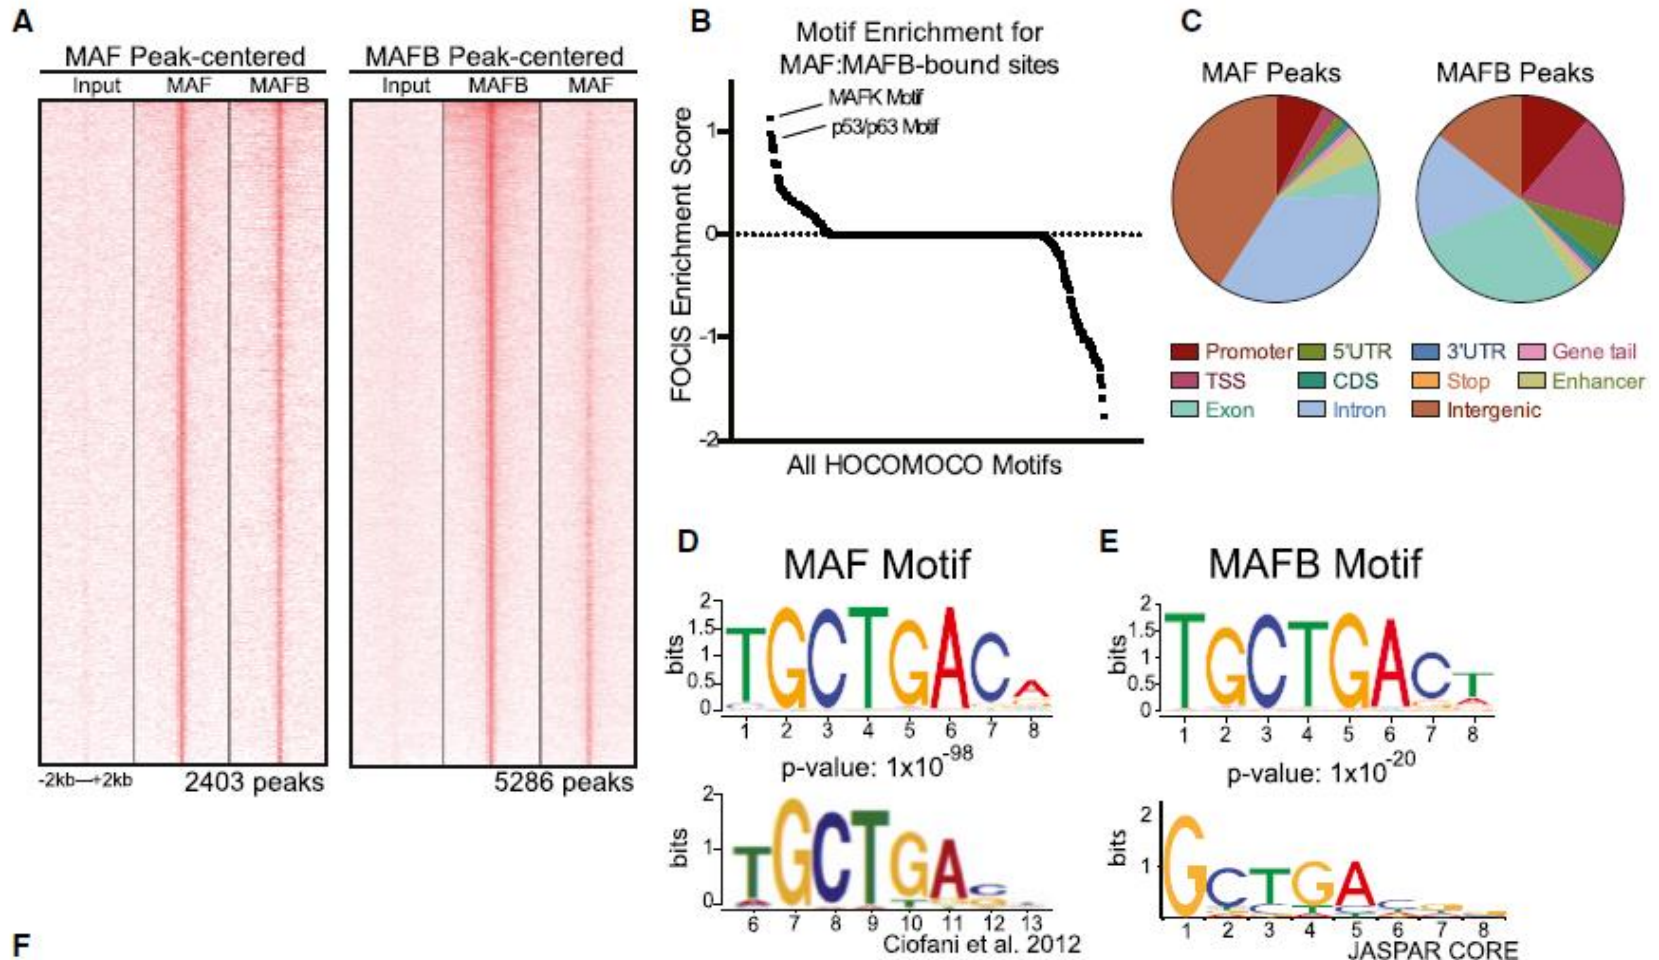 A
MAF Peak-centered
Input MAF MAFB
MAFB Peak-centered
Input MAFB MAF
-2kb—+2kb 2403 peaks
5286 peaks
B
Motif Enrichment for
MAF:MAFB-bound sites
MAFK Motif
p53/p63 Motif
FOCIS Enrichment Score
1
0
-1
-2
All HOCOMOCO Motifs
C
MAF Peaks MAFB Peaks
Promoter 5'UTR 3'UTR Gene tail
TSS CDS Stop Enhancer
Exon Intron Intergenic
D
MAF Motif
bits
2
1.5
1
0.5
0
TGCTGACA
1 2 3 4 5 6 7 8
p-value: 1x10⁻⁹⁸
bits
2
1
0
TGCTGAC
6 7 8 9 10 11 12 13
Ciofani et al. 2012
E
MAFB Motif
bits
2
1.5
1
0.5
0
TGCTGACT
1 2 3 4 5 6 7 8
p-value: 1x10⁻²⁰
bits
2
1
GCTGA
1 2 3 4 5 6 7 8
JASPAR CORE
F